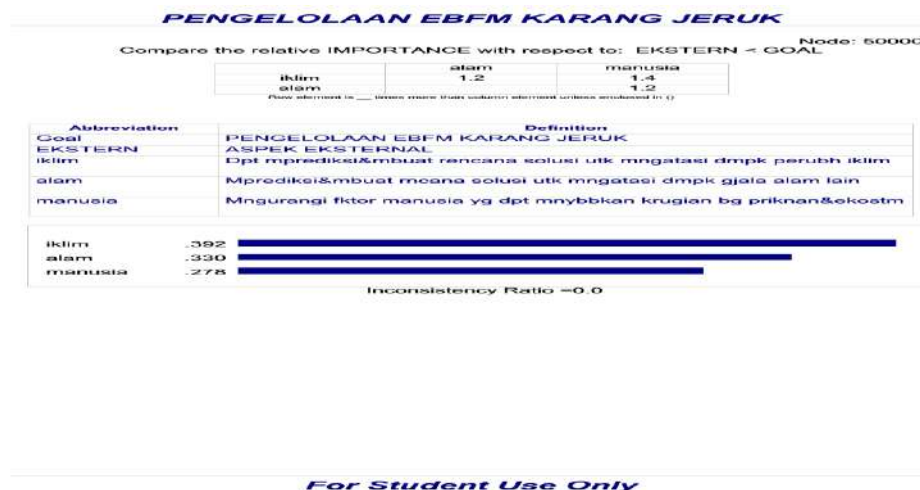 PENGELOLAAN EBFM KARANG JERUK
Node: 50000
Compare the relative IMPORTANCE with respect to: EKSTERN < GOAL
alam manusia
iklim 1.2 1.4
alam 1.2
Row element is __ times more than column element unless enclosed in ()
Abbreviation Definition
Goal PENGELOLAAN EBFM KARANG JERUK
EKSTERN ASPEK EKSTERNAL
iklim Dpt mprediksi&mbuat rencana solusi utk mngatasi dmpk perubh iklim
alam Mprediksi&mbuat rncana solusi utk mngatasi dmpk gjala alam lain
manusia Mngurangi fktor manusia yg dpt mnybbkan krugian bg priknan&ekostm
iklim .392
alam .330
manusia .278
Inconsistency Ratio =0.0
For Student Use Only